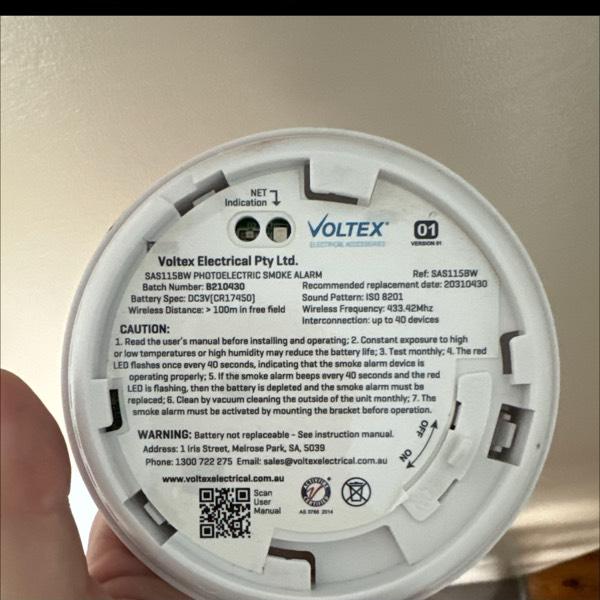 NET
Indication
VOLTEX
ELECTRICAL ACCESSORIES
01
VERSION 01
Voltex Electrical Pty Ltd.
SAS115BW PHOTOELECTRIC SMOKE ALARM
Ref: SAS115BW
Batch Number: B210430
Recommended replacement date: 20310430
Battery Spec: DC3V[CR17450]
Sound Pattern: ISO 8201
Wireless Distance: > 100m in free field
Wireless Frequency: 433.42Mhz
Interconnection: up to 40 devices
CAUTION:
1. Read the user's manual before installing and operating; 2. Constant exposure to high
or low temperatures or high humidity may reduce the battery life; 3. Test monthly; 4. The red
LED flashes once every 40 seconds, indicating that the smoke alarm device is
operating properly; 5. If the smoke alarm beeps every 40 seconds and the red
LED is flashing, then the battery is depleted and the smoke alarm must be
replaced; 6. Clean by vacuum cleaning the outside of the unit monthly; 7. The
smoke alarm must be activated by mounting the bracket before operation.
OFF
ON
WARNING: Battery not replaceable - See instruction manual.
Address: 1 Iris Street, Melrose Park, SA, 5039
Phone: 1300 722 275 Email: sales@voltexelectrical.com.au
www.voltexelectrical.com.au
Scan
User
Manual
AS 3786 2014